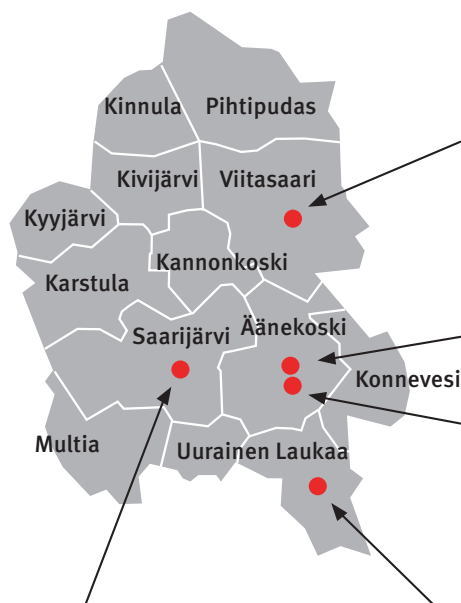 Kinnula
Pihtipudas
Kivijärvi
Viitasaari
Kyyjärvi
Kannonkoski
Karstula
Saarijärvi
Äänekoski
Konnevesi
Multia
Uurainen Laukaa